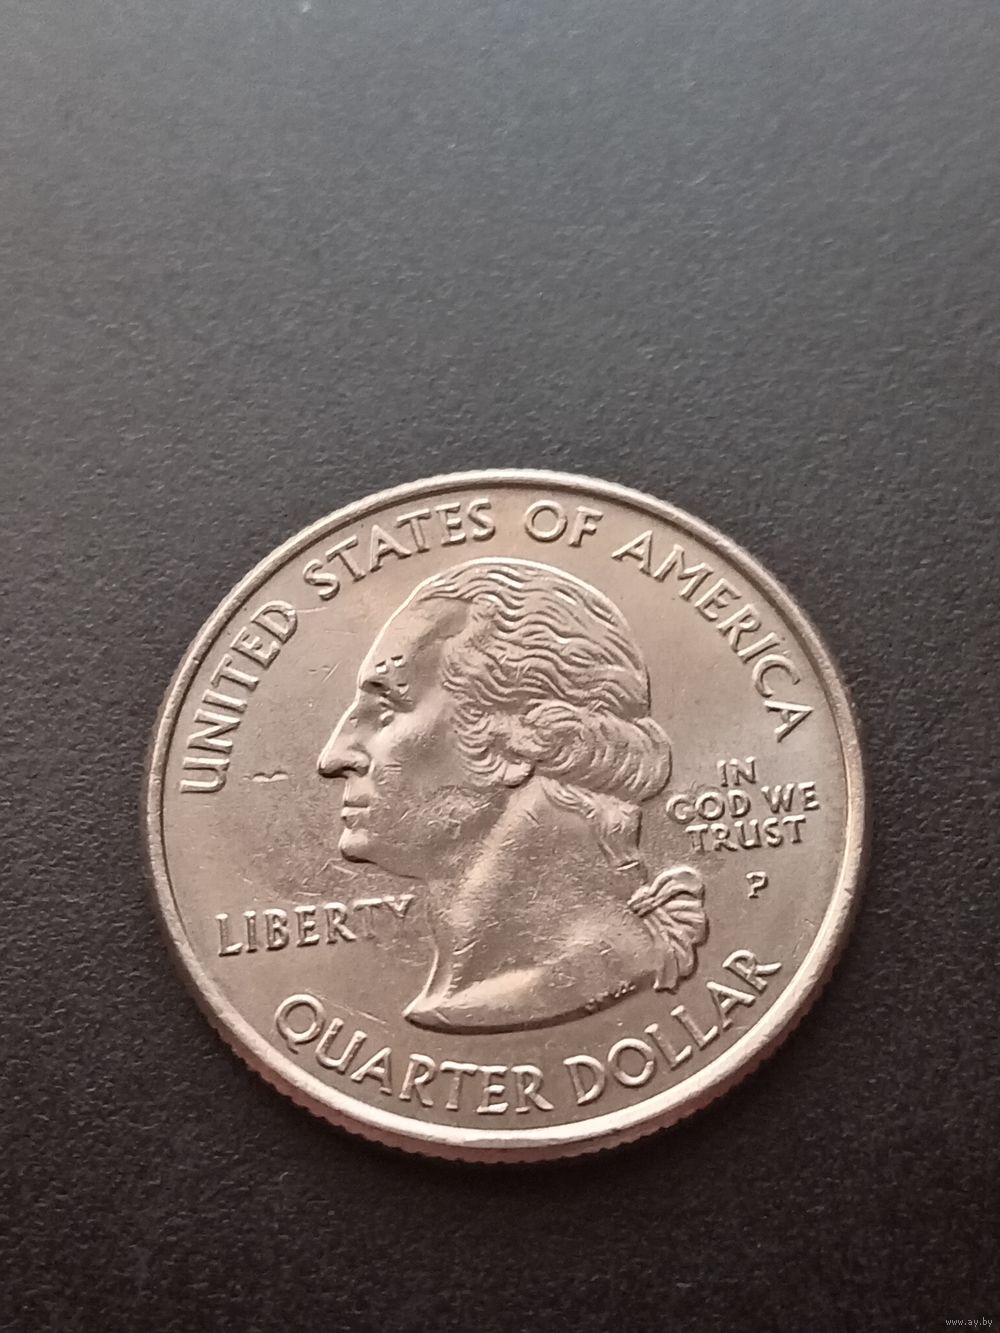 UNITED STATES OF AMERICA
IN
GOD WE
TRUST
P
LIBERTY
QUARTER DOLLAR
www.ay.by